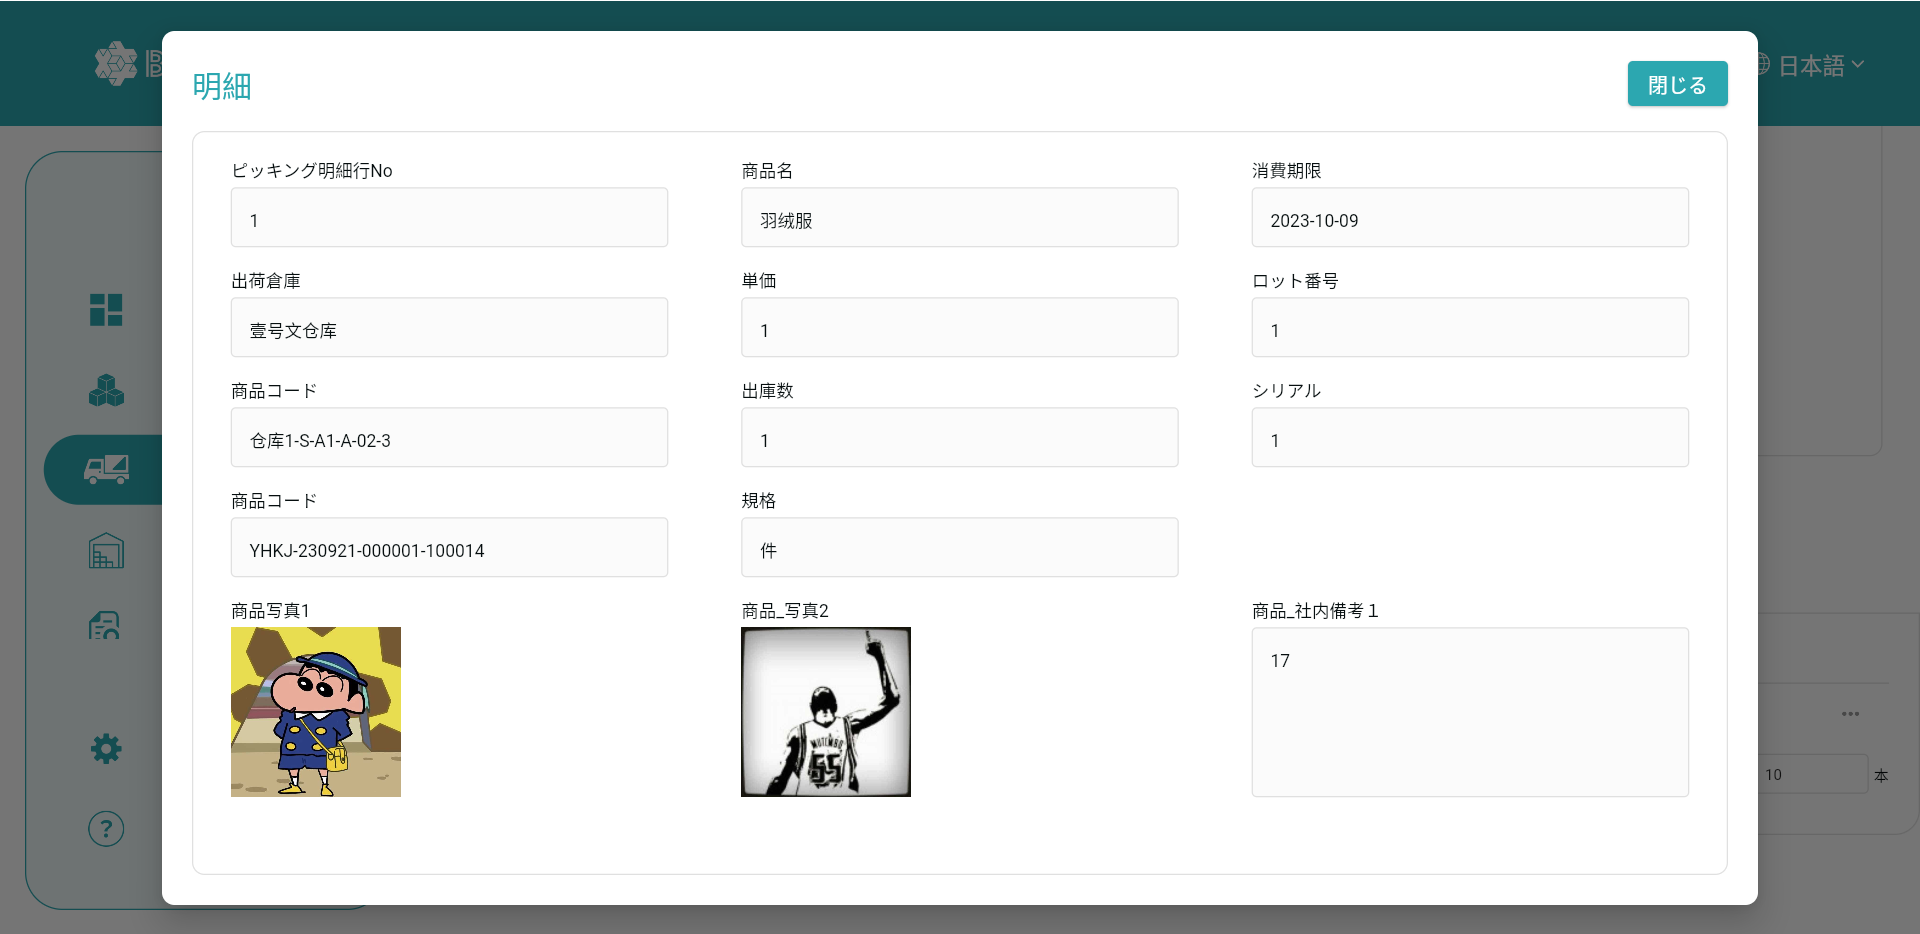 日本語
明細
閉じる
ピッキング明細行No
商品名
消費期限
1
羽绒服
2023-10-09
出荷倉庫
単価
ロット番号
壹号文仓库
1
1
商品コード
出庫数
シリアル
仓库1-S-A1-A-02-3
1
1
商品コード
規格
YHKJ-230921-000001-100014
件
商品写真1
商品_写真2
商品_社内備考１
17
MUTOMBO
55
10
本
?